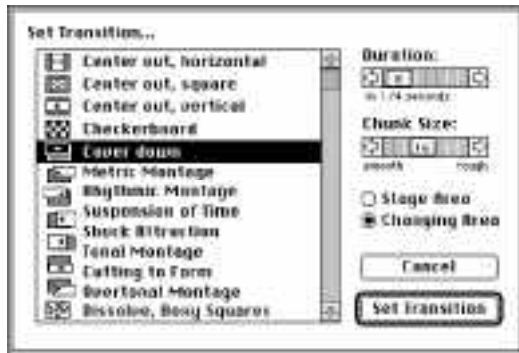 Set Transition...
Center out, horizontal
Center out, square
Center out, vertical
Checkerboard
Cover down
Metric Montage
Rhythmic Montage
Suspension of Time
Shock Attraction
Tonal Montage
Cutting to Form
Overtonal Montage
Dissolve, Boxy Squares
Duration:
in 1/4 seconds
Chunk Size:
smooth rough
Stage Area
Changing Area
Cancel
Set Transition